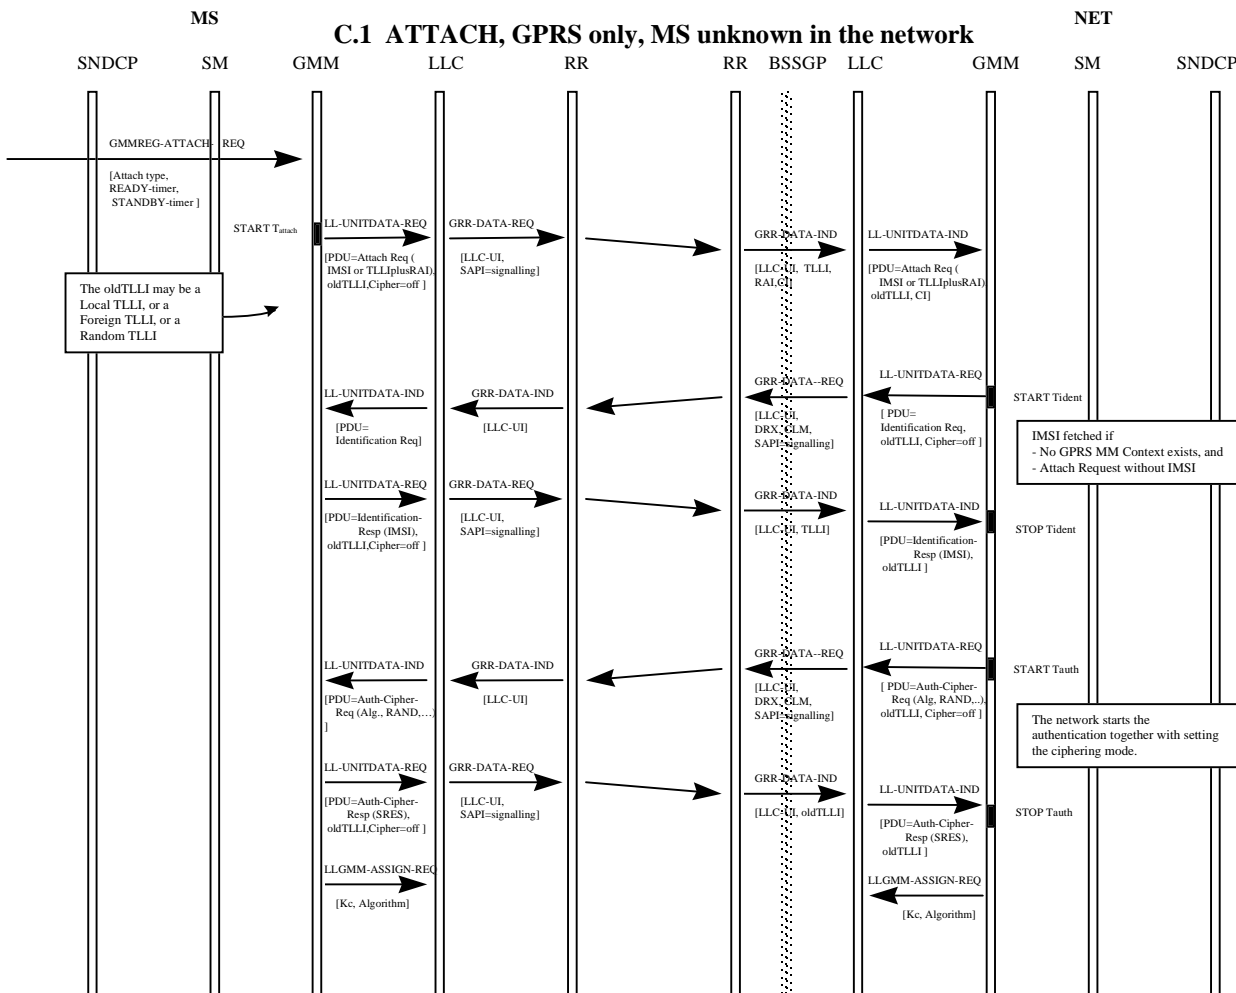 MS
NET
C.1 ATTACH, GPRS only, MS unknown in the network
SNDCP SM GMM LLC RR RR BSSGP LLC GMM SM SNDCP
GMMREG-ATTACH- REQ
[Attach type,
READY-timer,
STANDBY-timer ]
START Tattach
LL-UNITDATA-REQ
[PDU=Attach Req (
IMSI or TLLIplusRAI),
oldTLLI,Cipher=off ]
GRR-DATA-REQ
[LLC-UI,
SAPI=signalling]
GRR-DATA-IND
[LLC-UI, TLLI,
RAI,CI]
LL-UNITDATA-IND
[PDU=Attach Req (
IMSI or TLLIplusRAI)
oldTLLI, CI]
The oldTLLI may be a
Local TLLI, or a
Foreign TLLI, or a
Random TLLI
LL-UNITDATA-IND
[PDU=
Identification Req]
GRR-DATA-IND
[LLC-UI]
GRR-DATA--REQ
[LLC-UI,
DRX, CLM,
SAPI=signalling]
LL-UNITDATA-REQ
[ PDU=
Identification Req,
oldTLLI, Cipher=off ]
START Tident
IMSI fetched if
- No GPRS MM Context exists, and
- Attach Request without IMSI
LL-UNITDATA-REQ
[PDU=Identification-
Resp (IMSI),
oldTLLI,Cipher=off ]
GRR-DATA-REQ
[LLC-UI,
SAPI=signalling]
GRR-DATA-IND
[LLC-UI, TLLI]
LL-UNITDATA-IND
[PDU=Identification-
Resp (IMSI),
oldTLLI ]
STOP Tident
LL-UNITDATA-IND
[PDU=Auth-Cipher-
Req (Alg., RAND,…)
]
GRR-DATA-IND
[LLC-UI]
GRR-DATA--REQ
[LLC-UI,
DRX, CLM,
SAPI=signalling]
LL-UNITDATA-REQ
[ PDU=Auth-Cipher-
Req (Alg, RAND,..),
oldTLLI, Cipher=off ]
START Tauth
The network starts the
authentication together with setting
the ciphering mode.
LL-UNITDATA-REQ
[PDU=Auth-Cipher-
Resp (SRES),
oldTLLI,Cipher=off ]
GRR-DATA-REQ
[LLC-UI,
SAPI=signalling]
GRR-DATA-IND
[LLC-UI, oldTLLI]
LL-UNITDATA-IND
[PDU=Auth-Cipher-
Resp (SRES),
oldTLLI ]
STOP Tauth
LLGMM-ASSIGN-REQ
[Kc, Algorithm]
LLGMM-ASSIGN-REQ
[Kc, Algorithm]